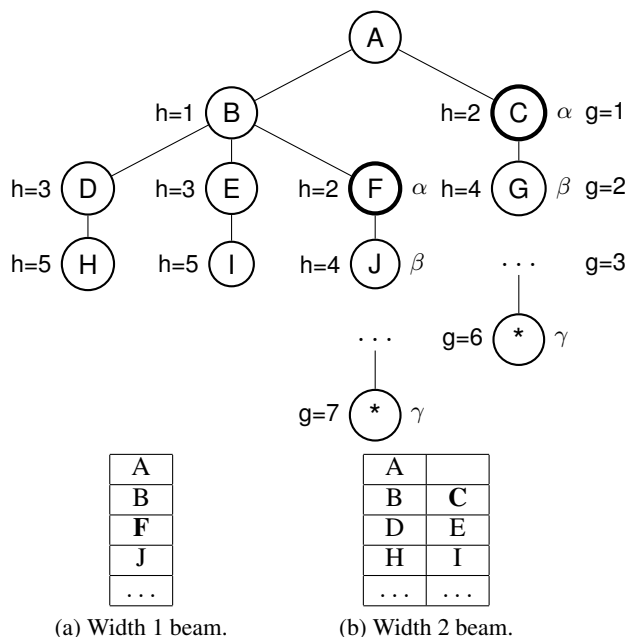 A
h=1 B h=2 C α g=1
h=3 D h=3 E h=2 F α h=4 G β g=2
h=5 H h=5 I h=4 J β . . . g=3
. . . g=6 * γ
g=7 * γ
A
B
F
J
. . .
(a) Width 1 beam.
A
B C
D E
H I
. . . . . .
(b) Width 2 beam.